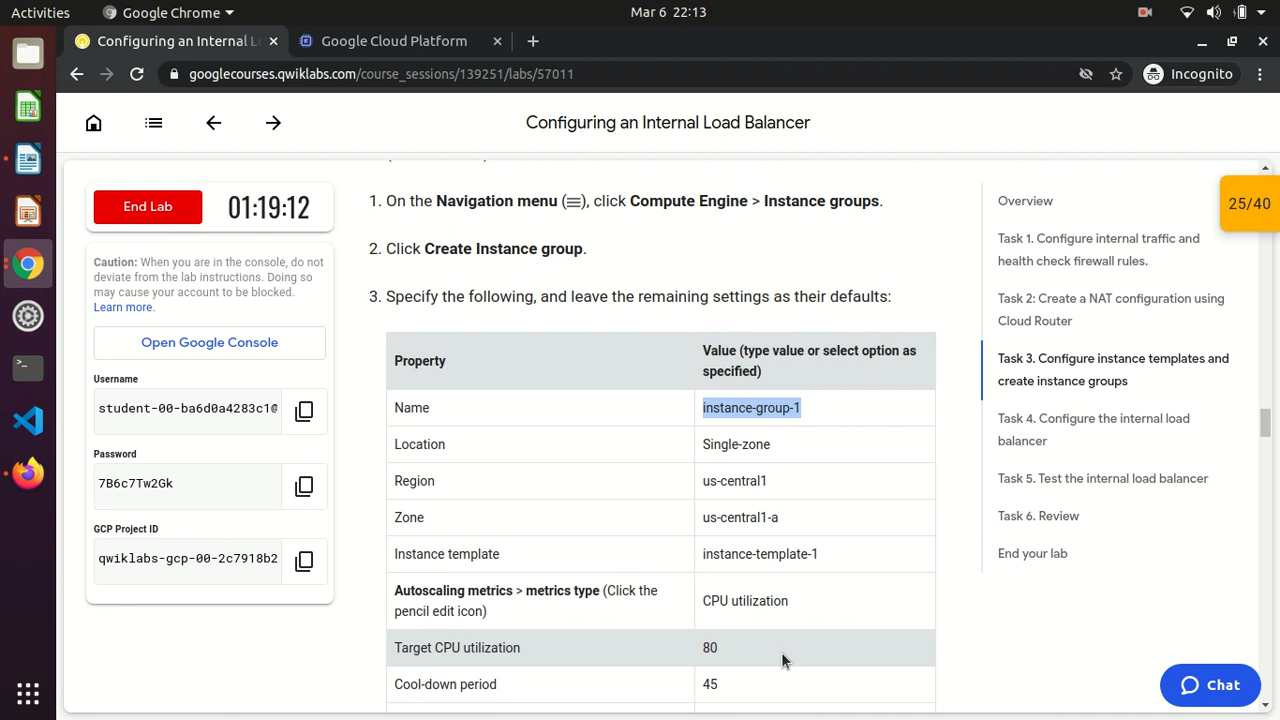 Activities
Google Chrome
Mar 6 22:13
Configuring an Internal L
Google Cloud Platform
googlecourses.qwiklabs.com/course_sessions/139251/labs/57011
Incognito
Configuring an Internal Load Balancer
End Lab
01:19:12
Caution: When you are in the console, do not
deviate from the lab instructions. Doing so
may cause your account to be blocked.
Learn more.
Open Google Console
Username
student-00-ba6d0a4283c1@
Password
7B6c7Tw2Gk
GCP Project ID
qwiklabs-gcp-00-2c7918b2
1. On the Navigation menu (☰), click Compute Engine > Instance groups.
2. Click Create Instance group.
3. Specify the following, and leave the remaining settings as their defaults:
Property
Value (type value or select option as
specified)
Name
instance-group-1
Location
Single-zone
Region
us-central1
Zone
us-central1-a
Instance template
instance-template-1
Autoscaling metrics > metrics type (Click the
pencil edit icon)
CPU utilization
Target CPU utilization
80
Cool-down period
45
Overview
Task 1. Configure internal traffic and
health check firewall rules.
Task 2: Create a NAT configuration using
Cloud Router
Task 3. Configure instance templates and
create instance groups
Task 4. Configure the internal load
balancer
Task 5. Test the internal load balancer
Task 6. Review
End your lab
25/40
Chat